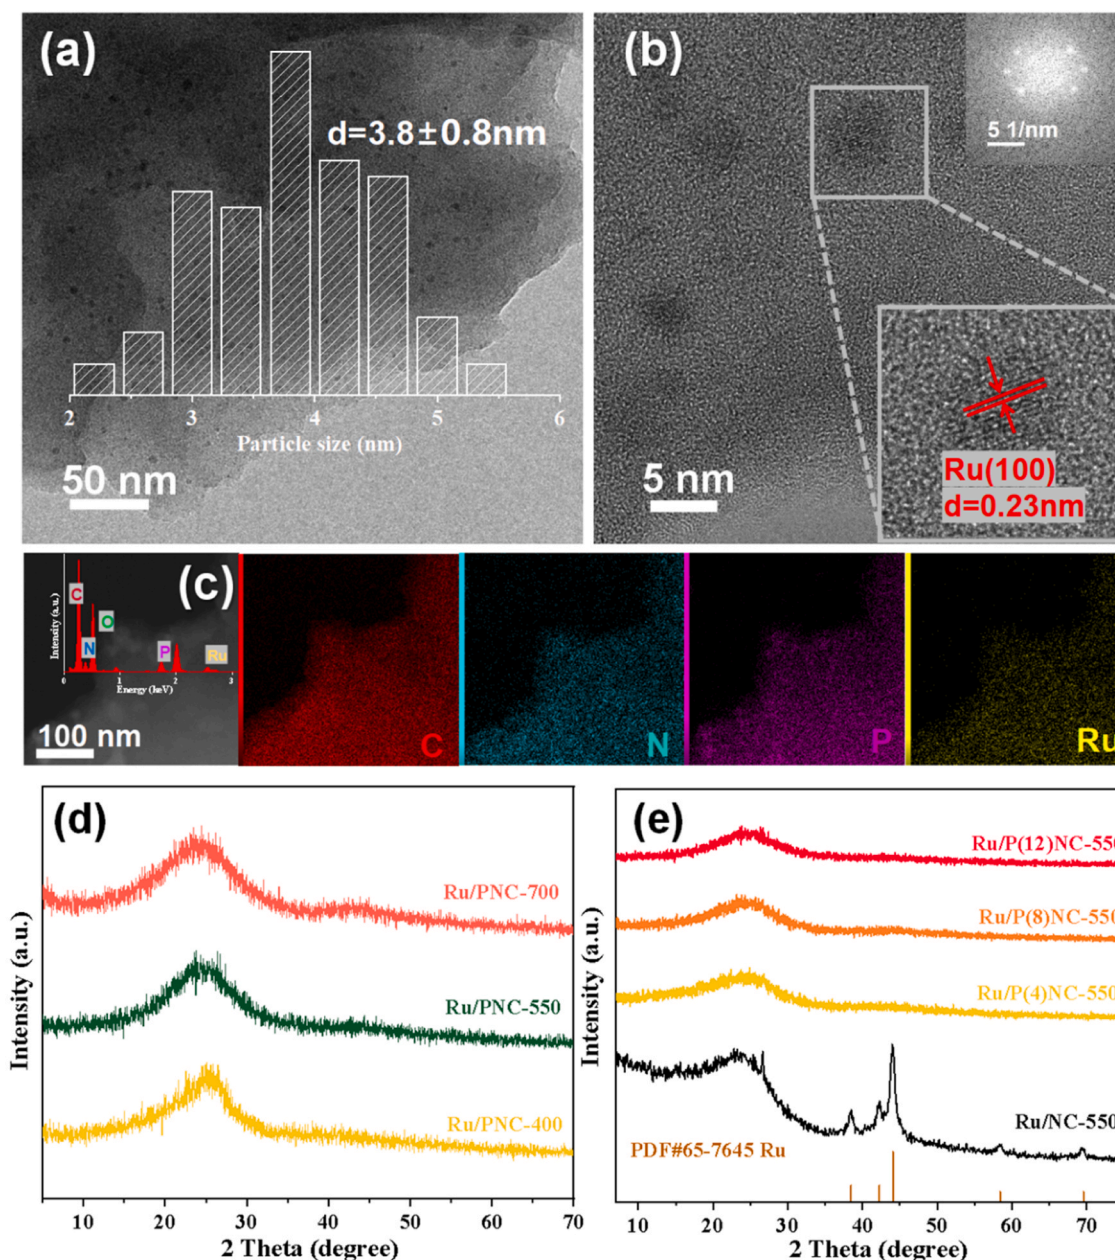 (a)
d=3.8±0.8nm
2 3 4 5 6
Particle size (nm)
50 nm
(b)
5 1/nm
5 nm
Ru(100)
d=0.23nm
(c)
Intensity (a.u.)
C
O
N
P
Ru
0 1 2 3
Energy (keV)
100 nm
C
N
P
Ru
(d)
Ru/PNC-700
Ru/PNC-550
Ru/PNC-400
Intensity (a.u.)
10 20 30 40 50 60 70
2 Theta (degree)
(e)
Ru/P(12)NC-550
Ru/P(8)NC-550
Ru/P(4)NC-550
Ru/NC-550
PDF#65-7645 Ru
Intensity (a.u.)
10 20 30 40 50 60 70
2 Theta (degree)